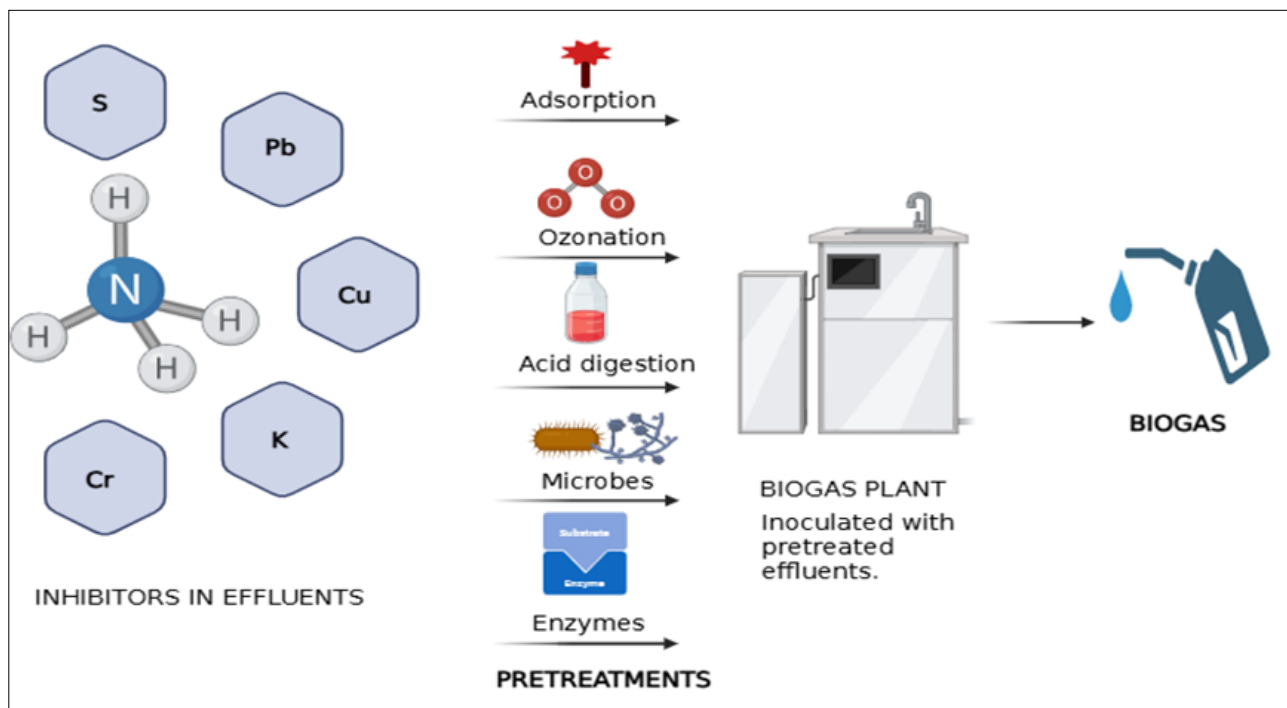 S
Pb
H
N
H
H
H
Cu
K
Cr
INHIBITORS IN EFFLUENTS
Adsorption
O
O
O
Ozonation
Acid digestion
Microbes
Substrate
Enzyme
Enzymes
PRETREATMENTS
BIOGAS PLANT
Inoculated with
pretreated
effluents.
BIOGAS